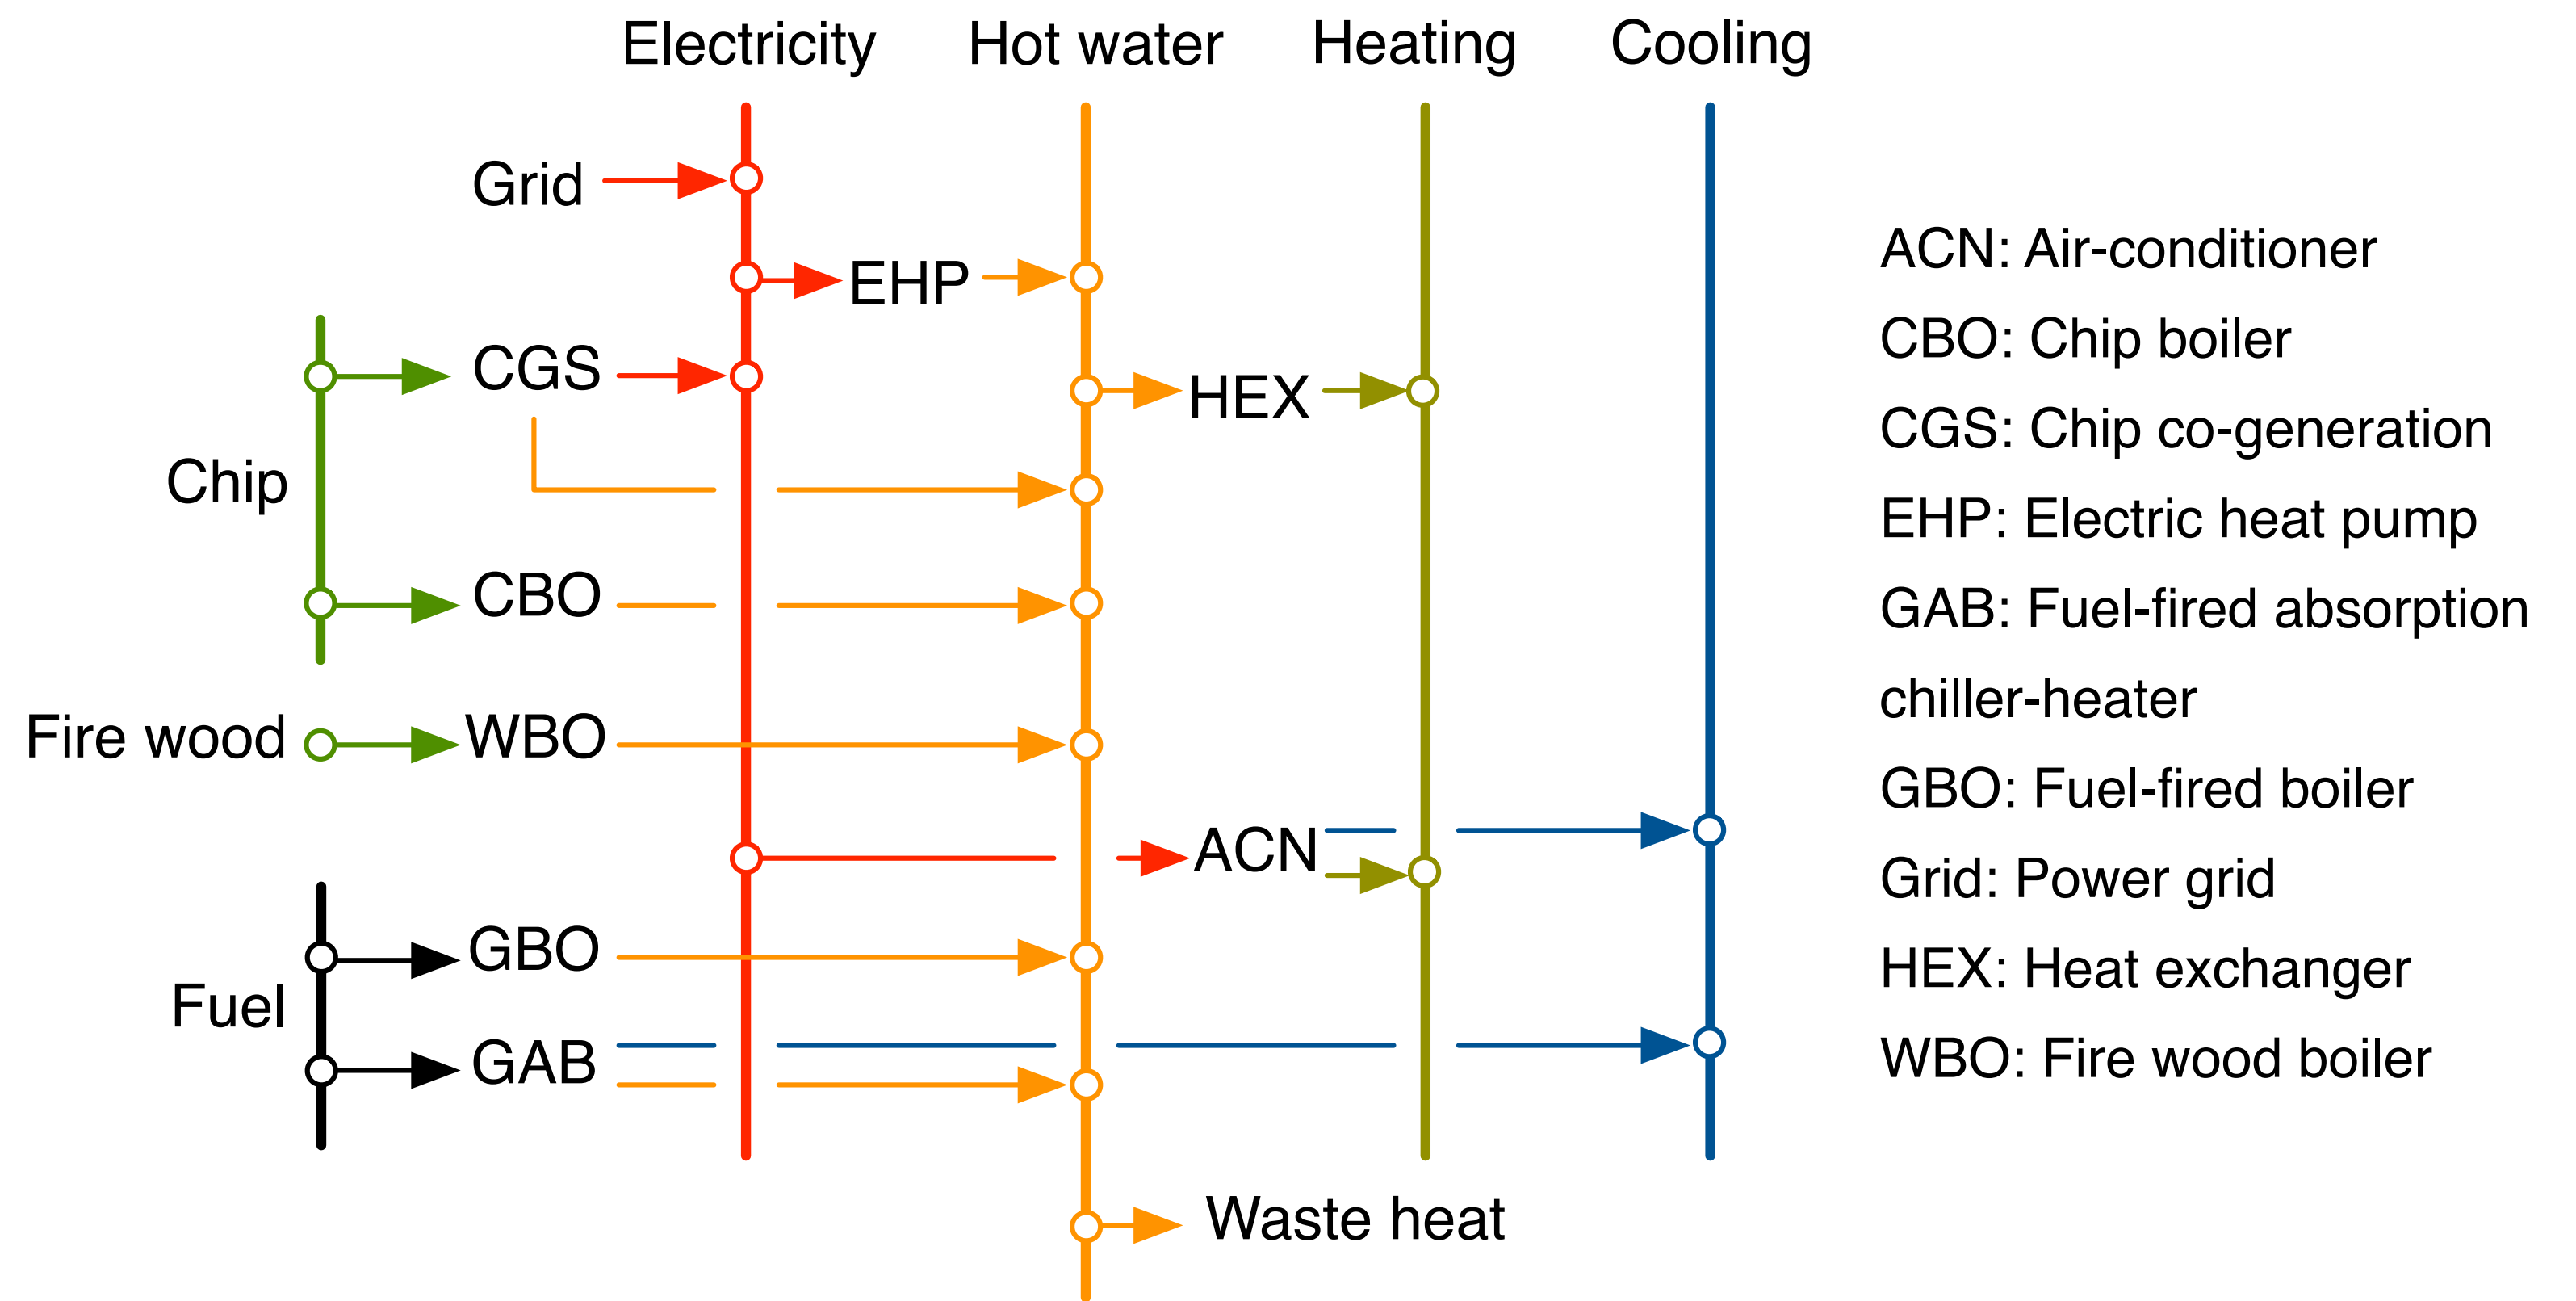 Electricity
Hot water
Heating
Cooling
Grid
EHP
CGS
HEX
Chip
CBO
Fire wood
WBO
ACN
GBO
Fuel
GAB
Waste heat
ACN: Air-conditioner
CBO: Chip boiler
CGS: Chip co-generation
EHP: Electric heat pump
GAB: Fuel-fired absorption
chiller-heater
GBO: Fuel-fired boiler
Grid: Power grid
HEX: Heat exchanger
WBO: Fire wood boiler